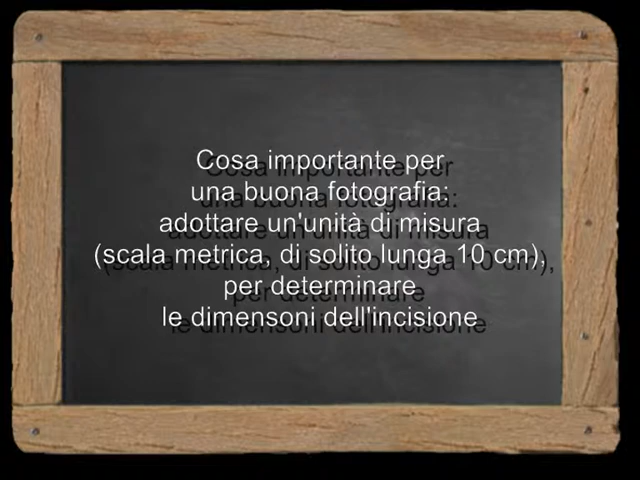 Cosa importante per
una buona fotografia:
adottare un'unità di misura
(scala metrica, di solito lunga 10 cm),
per determinare
le dimensoni dell'incisione